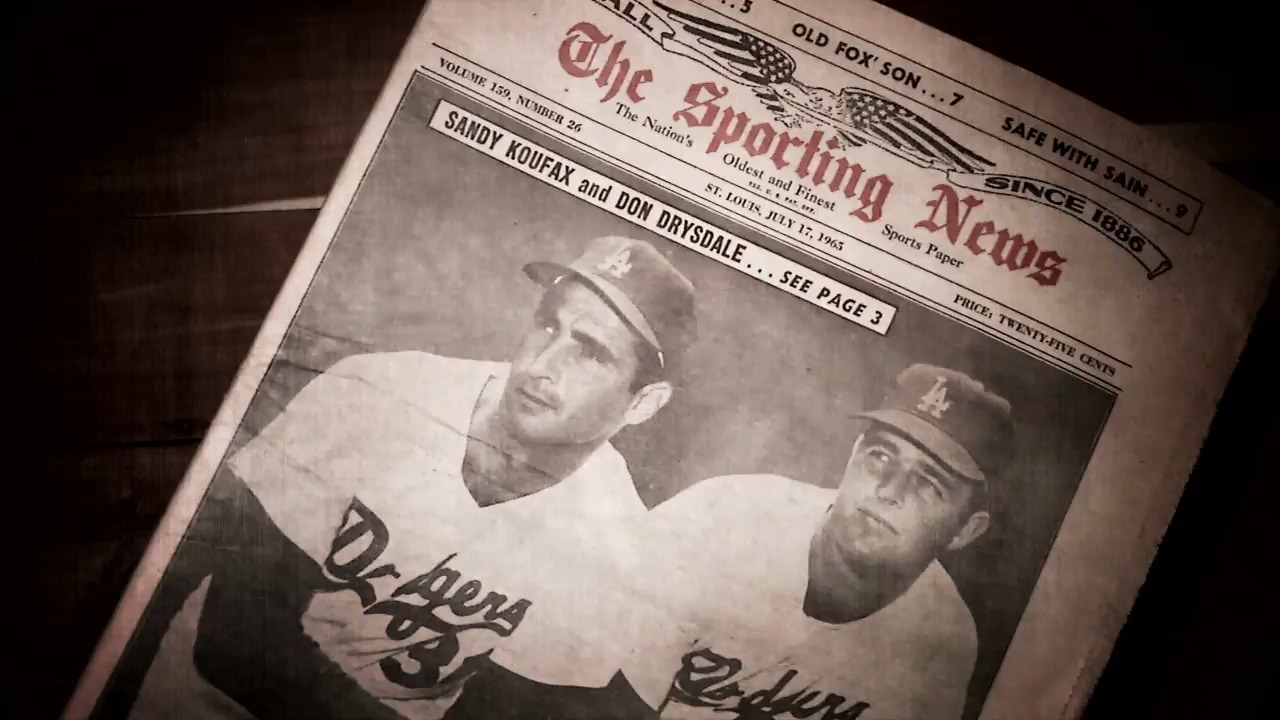 ...5
OLD FOX' SON...7
SAFE WITH SAIN...9
The Sporting News
SINCE 1886
The Nation's Oldest and Finest Sports Paper
VOLUME 159, NUMBER 26
ST. LOUIS, JULY 17, 1965
PRICE: TWENTY-FIVE CENTS
SANDY KOUFAX and DON DRYSDALE... SEE PAGE 3
LA
LA
Dodgers
3
Dodgers